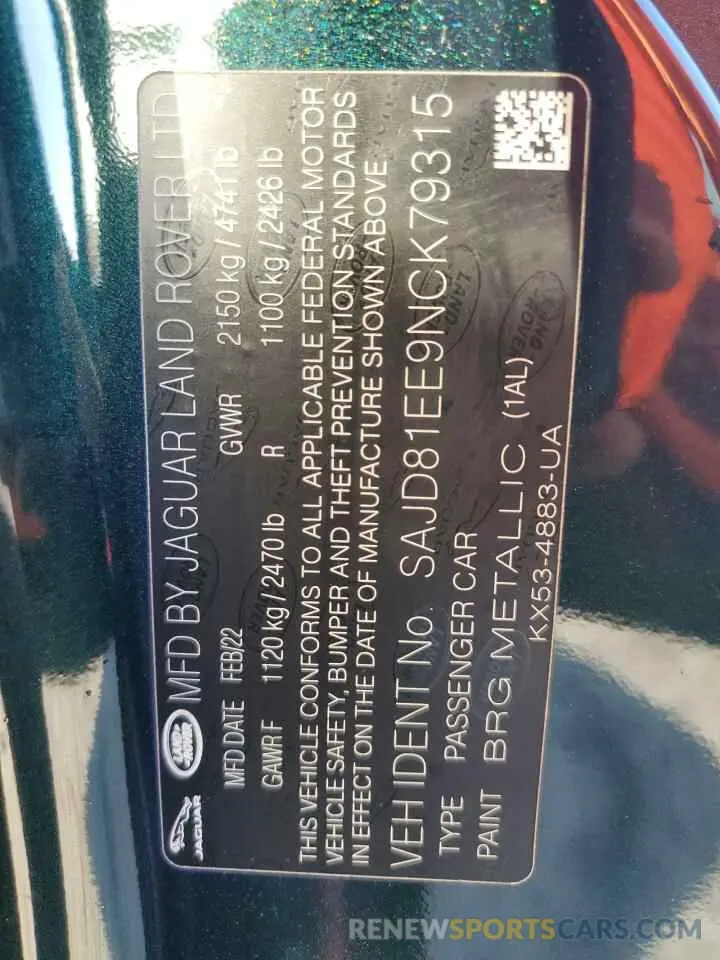 JAGUAR
LAND ROVER
MFD BY JAGUAR LAND ROVER LTD
MFD DATE FEB/22 GVWR 2150 kg / 4741 lb
GAWR F 1120 kg / 2470 lb R 1100 kg / 2426 lb
THIS VEHICLE CONFORMS TO ALL APPLICABLE FEDERAL MOTOR
VEHICLE SAFETY, BUMPER AND THEFT PREVENTION STANDARDS
IN EFFECT ON THE DATE OF MANUFACTURE SHOWN ABOVE
VEH IDENT No. SAJD81EE9NCK79315
TYPE PASSENGER CAR
PAINT BRG METALLIC (1AL)
KX53-4883-UA
RENEWSPORTSCARS.COM